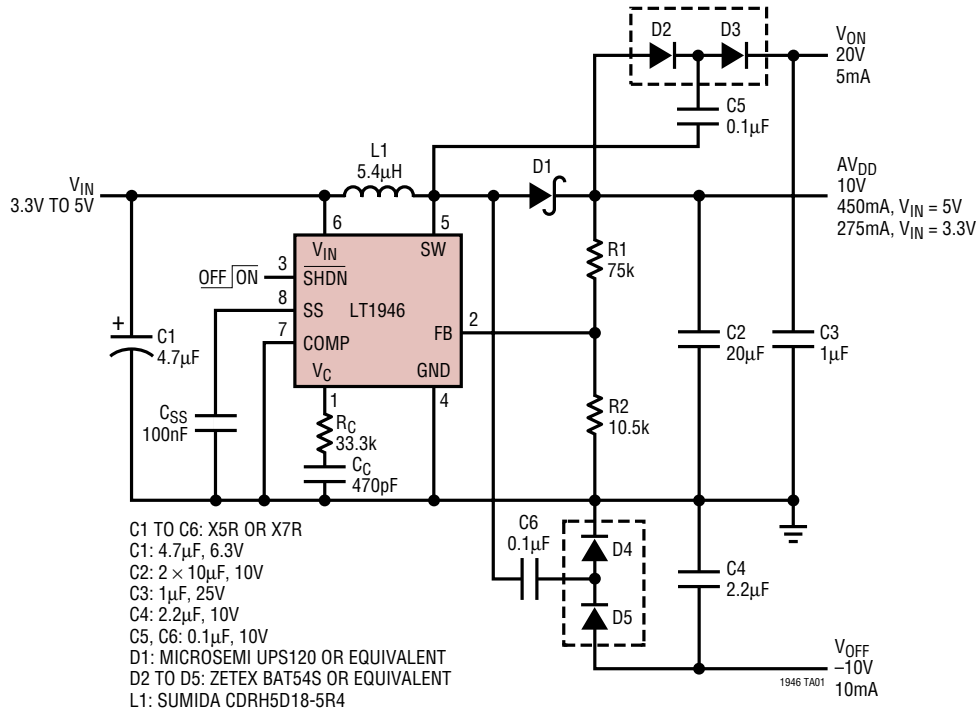 D2
D3
VON
20V
5mA
C5
0.1µF
L1
5.4µH
D1
VIN
3.3V TO 5V
AVDD
10V
450mA, VIN = 5V
275mA, VIN = 3.3V
6
5
VIN
SW
R1
75k
3
OFF ON
SHDN
8
SS
LT1946
7
COMP
FB
2
VC
GND
1
4
C1
4.7µF
+
C2
20µF
C3
1µF
CSS
100nF
RC
33.3k
CC
470pF
R2
10.5k
C1 TO C6: X5R OR X7R
C1: 4.7µF, 6.3V
C2: 2 × 10µF, 10V
C3: 1µF, 25V
C4: 2.2µF, 10V
C5, C6: 0.1µF, 10V
D1: MICROSEMI UPS120 OR EQUIVALENT
D2 TO D5: ZETEX BAT54S OR EQUIVALENT
L1: SUMIDA CDRH5D18-5R4
C6
0.1µF
D4
D5
C4
2.2µF
VOFF
–10V
10mA
1946 TA01